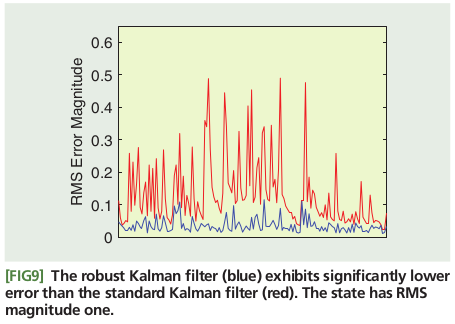 0.6
0.5
0.4
0.3
0.2
0.1
0
RMS Error Magnitude
[FIG9] The robust Kalman filter (blue) exhibits significantly lower
error than the standard Kalman filter (red). The state has RMS
magnitude one.